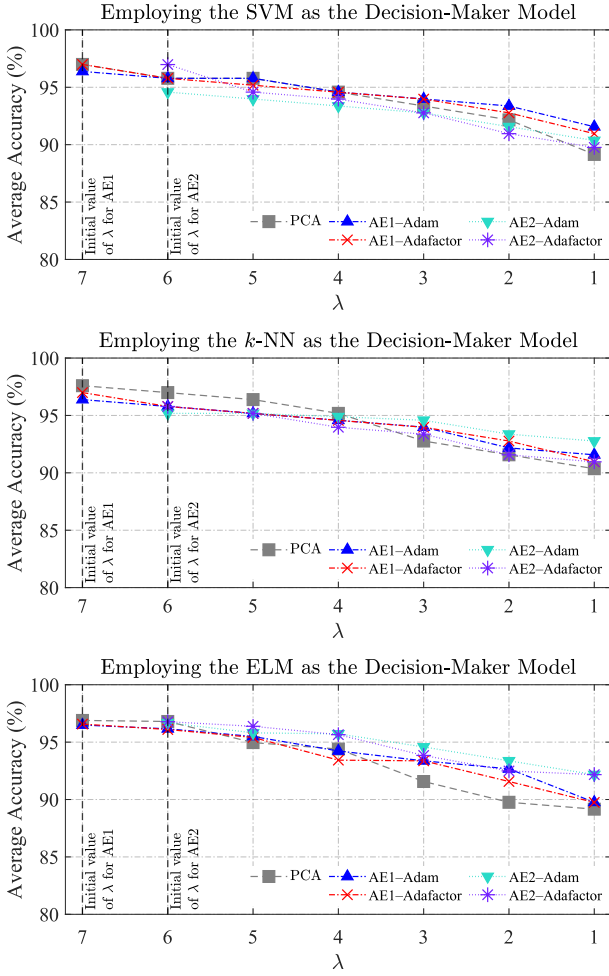 Employing the SVM as the Decision-Maker Model
100
95
90
85
80
Average Accuracy (%)
Initial value
of λ for AE1
Initial value
of λ for AE2
PCA
AE1–Adam
AE2–Adam
AE1–Adafactor
AE2–Adafactor
7 6 5 4 3 2 1
λ
Employing the k-NN as the Decision-Maker Model
100
95
90
85
80
Average Accuracy (%)
Initial value
of λ for AE1
Initial value
of λ for AE2
PCA
AE1–Adam
AE2–Adam
AE1–Adafactor
AE2–Adafactor
7 6 5 4 3 2 1
λ
Employing the ELM as the Decision-Maker Model
100
95
90
85
80
Average Accuracy (%)
Initial value
of λ for AE1
Initial value
of λ for AE2
PCA
AE1–Adam
AE2–Adam
AE1–Adafactor
AE2–Adafactor
7 6 5 4 3 2 1
λ